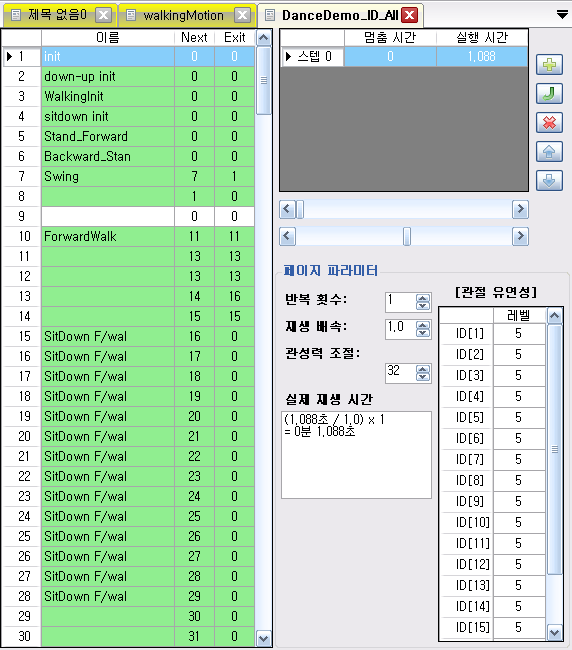 제목 없음0 walkingMotion DanceDemo_ID_All
이름 Next Exit
1 init 0 0
2 down-up init 0 0
3 WalkingInit 0 0
4 sitdown init 0 0
5 Stand_Forward 0 0
6 Backward_Stan 0 0
7 Swing 7 1
8 1 0
9 0 0
10 ForwardWalk 11 11
11 13 13
12 13 13
13 14 16
14 15 15
15 SitDown F/wal 16 0
16 SitDown F/wal 17 0
17 SitDown F/wal 18 0
18 SitDown F/wal 19 0
19 SitDown F/wal 20 0
20 SitDown F/wal 21 0
21 SitDown F/wal 22 0
22 SitDown F/wal 23 0
23 SitDown F/wal 24 0
24 SitDown F/wal 25 0
25 SitDown F/wal 26 0
26 SitDown F/wal 27 0
27 SitDown F/wal 28 0
28 SitDown F/wal 29 0
29 30 0
30 31 0
멈춤 시간 실행 시간
스텝 0 0 1.088
페이지 파라미터
반복 횟수: 1
재생 배속: 1.0
관성력 조절:
32
실제 재생 시간
(1.088초 / 1.0) x 1
= 0분 1.088초
[관절 유연성]
레벨
ID[1] 5
ID[2] 5
ID[3] 5
ID[4] 5
ID[5] 5
ID[6] 5
ID[7] 5
ID[8] 5
ID[9] 5
ID[10] 5
ID[11] 5
ID[12] 5
ID[13] 5
ID[14] 5
ID[15] 5